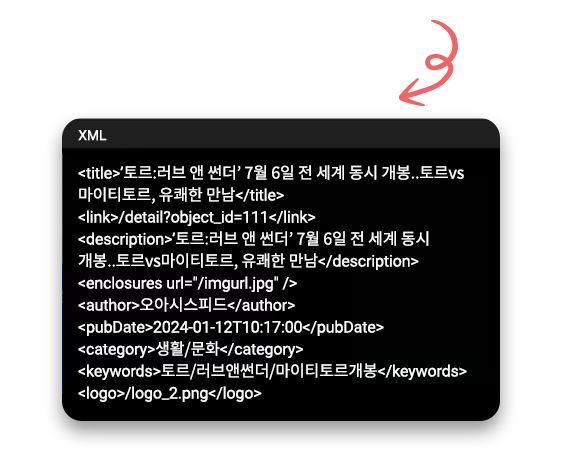 XML
<title>‘토르:러브 앤 썬더’ 7월 6일 전 세계 동시 개봉..토르vs
마이티토르, 유쾌한 만남</title>
<link>/detail?object_id=111</link>
<description>‘토르:러브 앤 썬더’ 7월 6일 전 세계 동시
개봉..토르vs마이티토르, 유쾌한 만남</description>
<enclosures url="/imgurl.jpg" />
<author>오아시스피드</author>
<pubDate>2024-01-12T10:17:00</pubDate>
<category>생활/문화</category>
<keywords>토르/러브앤썬더/마이티토르개봉</keywords>
<logo>/logo_2.png</logo>